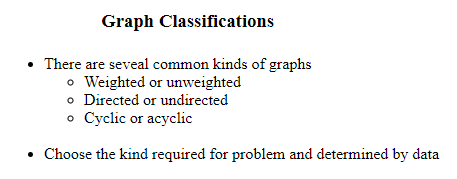 Graph Classifications
There are seveal common kinds of graphs
Weighted or unweighted
Directed or undirected
Cyclic or acyclic
Choose the kind required for problem and determined by data